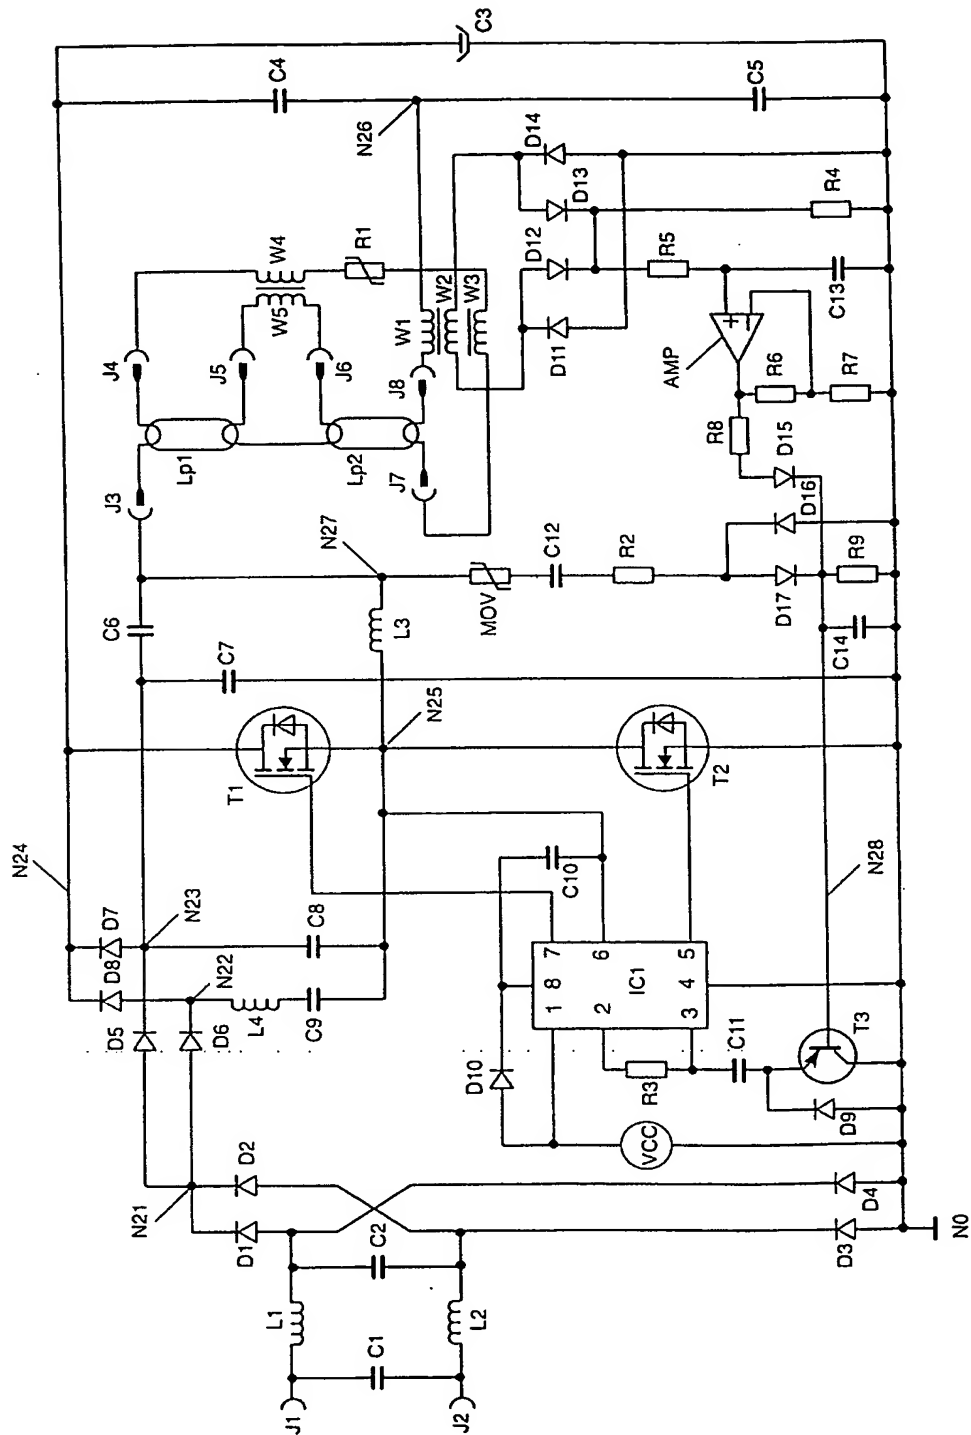 C3
C4
C5
N26
D14
D13
D12
D11
R4
W4
R1
W5
W1
W2
W3
R5
C13
J4
J5
J6
J8
AMP
+
−
R6
R7
Lp1
Lp2
J7
R8
D15
D16
J3
N27
MOV
C12
R2
D17
R9
C6
L3
C14
C7
N25
T1
T2
N24
N23
D7
D8
N22
C8
C10
N28
D5
D6
L4
C9
7
6
5
8
IC1
4
1
2
3
D10
R3
C11
T3
VCC
D9
N21
D2
D1
D4
D3
N0
C2
L1
L2
C1
J1
J2